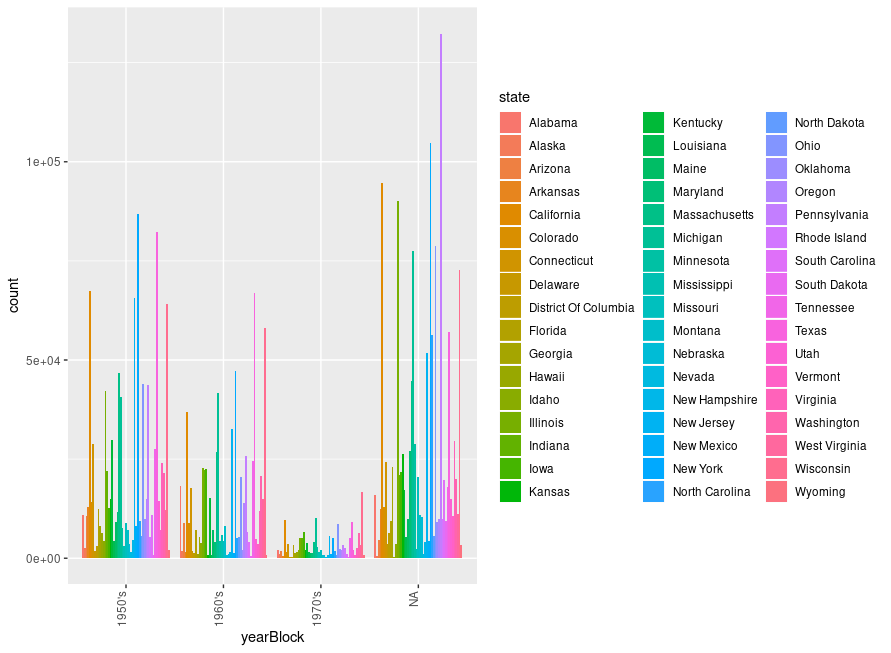 1e+05
5e+04
0e+00
count
1950's
1960's
1970's
NA
yearBlock
state
Alabama
Alaska
Arizona
Arkansas
California
Colorado
Connecticut
Delaware
District Of Columbia
Florida
Georgia
Hawaii
Idaho
Illinois
Indiana
Iowa
Kansas
Kentucky
Louisiana
Maine
Maryland
Massachusetts
Michigan
Minnesota
Mississippi
Missouri
Montana
Nebraska
Nevada
New Hampshire
New Jersey
New Mexico
New York
North Carolina
North Dakota
Ohio
Oklahoma
Oregon
Pennsylvania
Rhode Island
South Carolina
South Dakota
Tennessee
Texas
Utah
Vermont
Virginia
Washington
West Virginia
Wisconsin
Wyoming